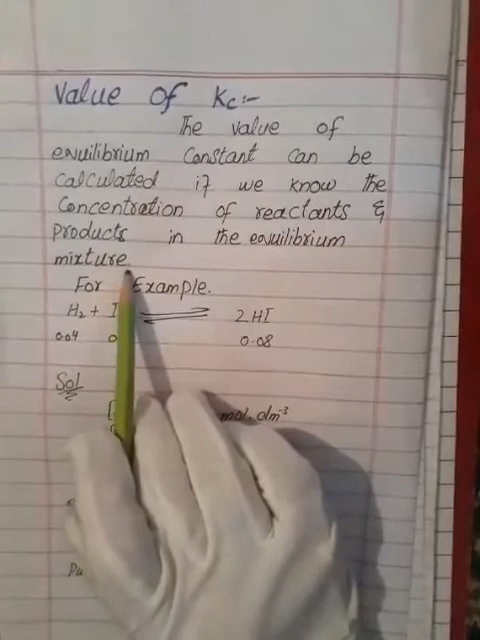 Value of Kc:-
The value of
equilibrium Constant can be
calculated if we know the
Concentration of reactants &
products in the equilibrium
mixture
For Example.
H₂ + I ⇌ 2HI
0.04 0.08
Sol
mol dm⁻³